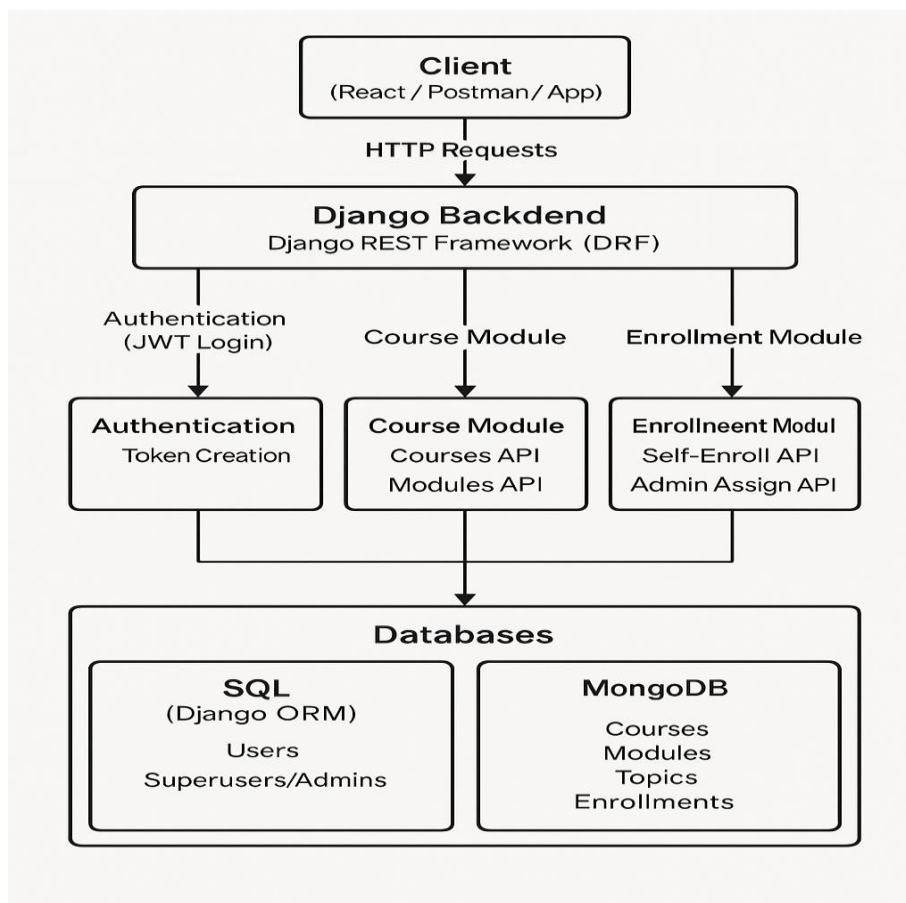 Client
(React / Postman / App)
HTTP Requests
Django Backdend
Django REST Framework (DRF)
Authentication
(JWT Login)
Course Module
Enrollment Module
Authentication
Token Creation
Course Module
Courses API
Modules API
Enrollneent Modul
Self-Enroll API
Admin Assign API
Databases
SQL
(Django ORM)
Users
Superusers/Admins
MongoDB
Courses
Modules
Topics
Enrollments